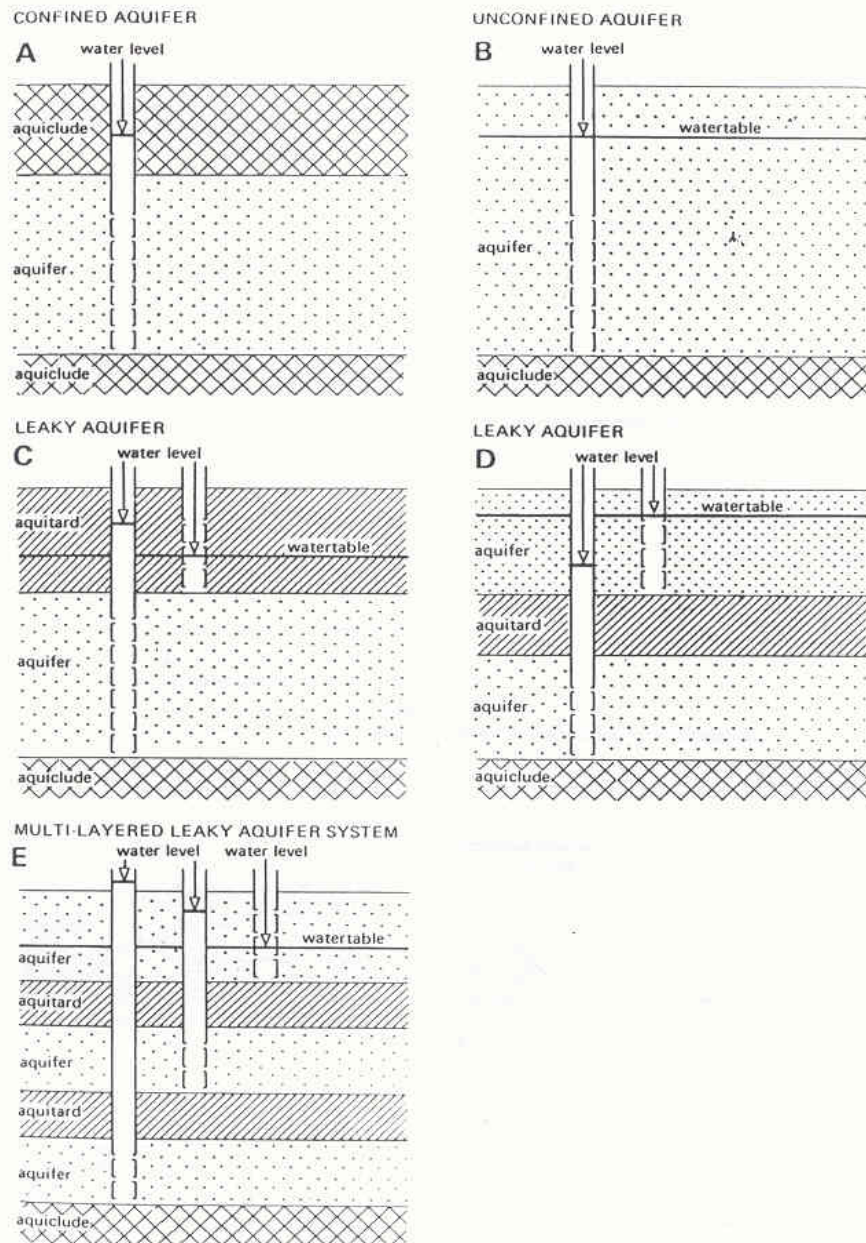 CONFINED AQUIFER
A
water level
aquiclude
aquifer
aquiclude
UNCONFINED AQUIFER
B
water level
watertable
aquifer
aquiclude
LEAKY AQUIFER
C
water level
aquitard
watertable
aquifer
aquiclude
LEAKY AQUIFER
D
water level
watertable
aquifer
aquitard
aquifer
aquiclude
MULTI-LAYERED LEAKY AQUIFER SYSTEM
E
water level water level
watertable
aquifer
aquitard
aquifer
aquitard
aquifer
aquiclude